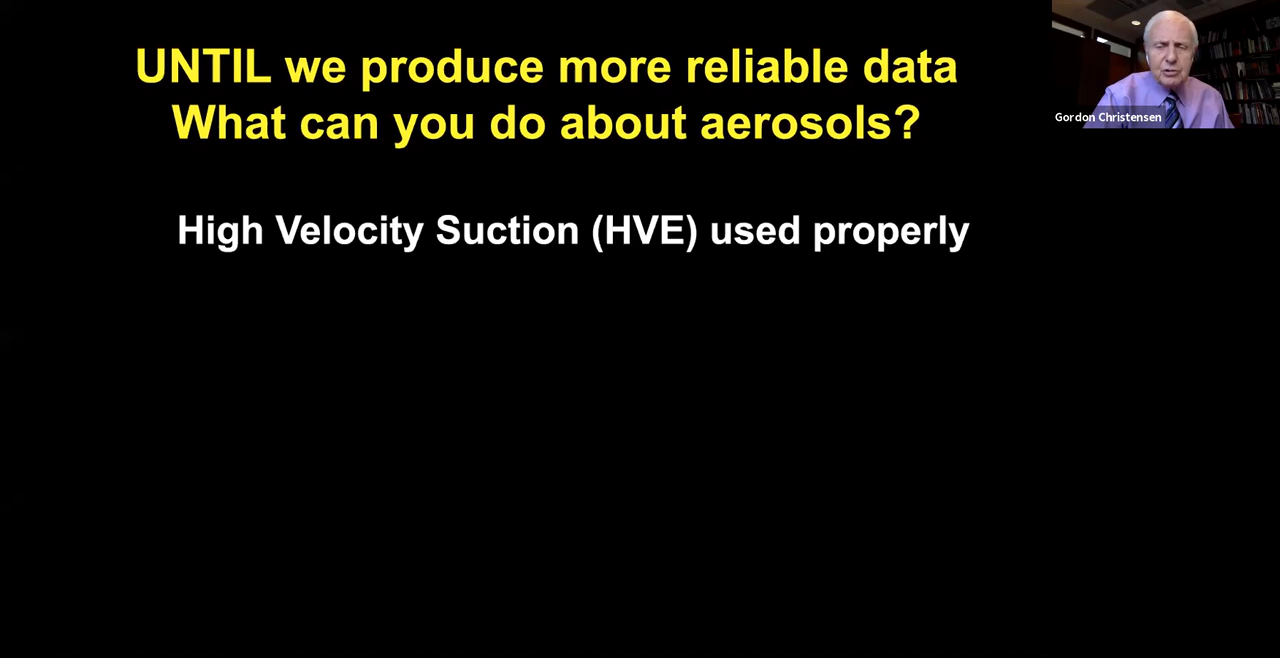 UNTIL we produce more reliable data
What can you do about aerosols?
High Velocity Suction (HVE) used properly
Gordon Christensen